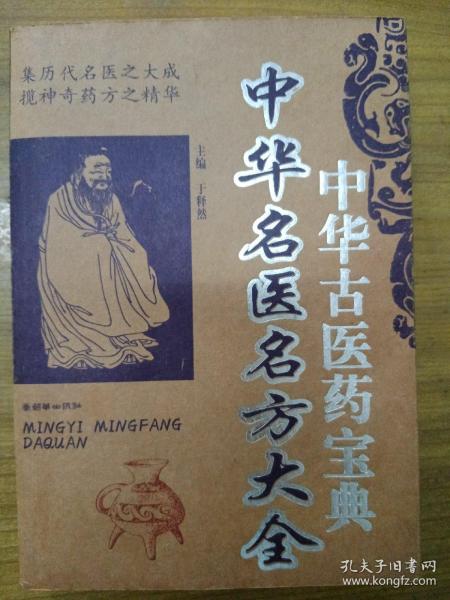 集历代名医之大成
揽神奇药方之精华
主编 于释然
中华古医药宝典
中华名医名方大全
MINGYI MINGFANG
DAQUAN
孔夫子旧书网
www.kongfz.com